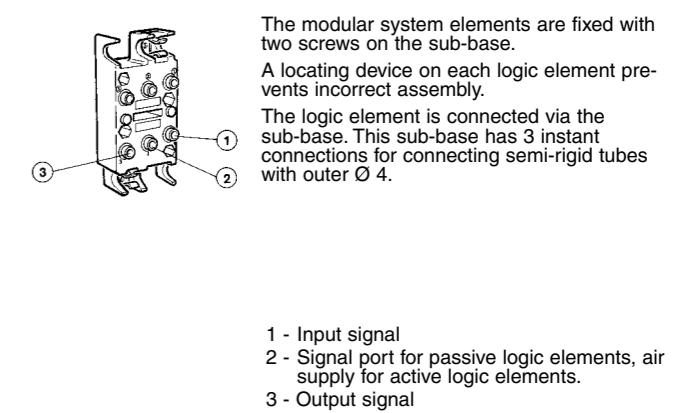 The modular system elements are fixed with
two screws on the sub-base.
A locating device on each logic element pre-
vents incorrect assembly.
The logic element is connected via the
sub-base. This sub-base has 3 instant
connections for connecting semi-rigid tubes
with outer Ø 4.
1
3
2
1 - Input signal
2 - Signal port for passive logic elements, air
supply for active logic elements.
3 - Output signal